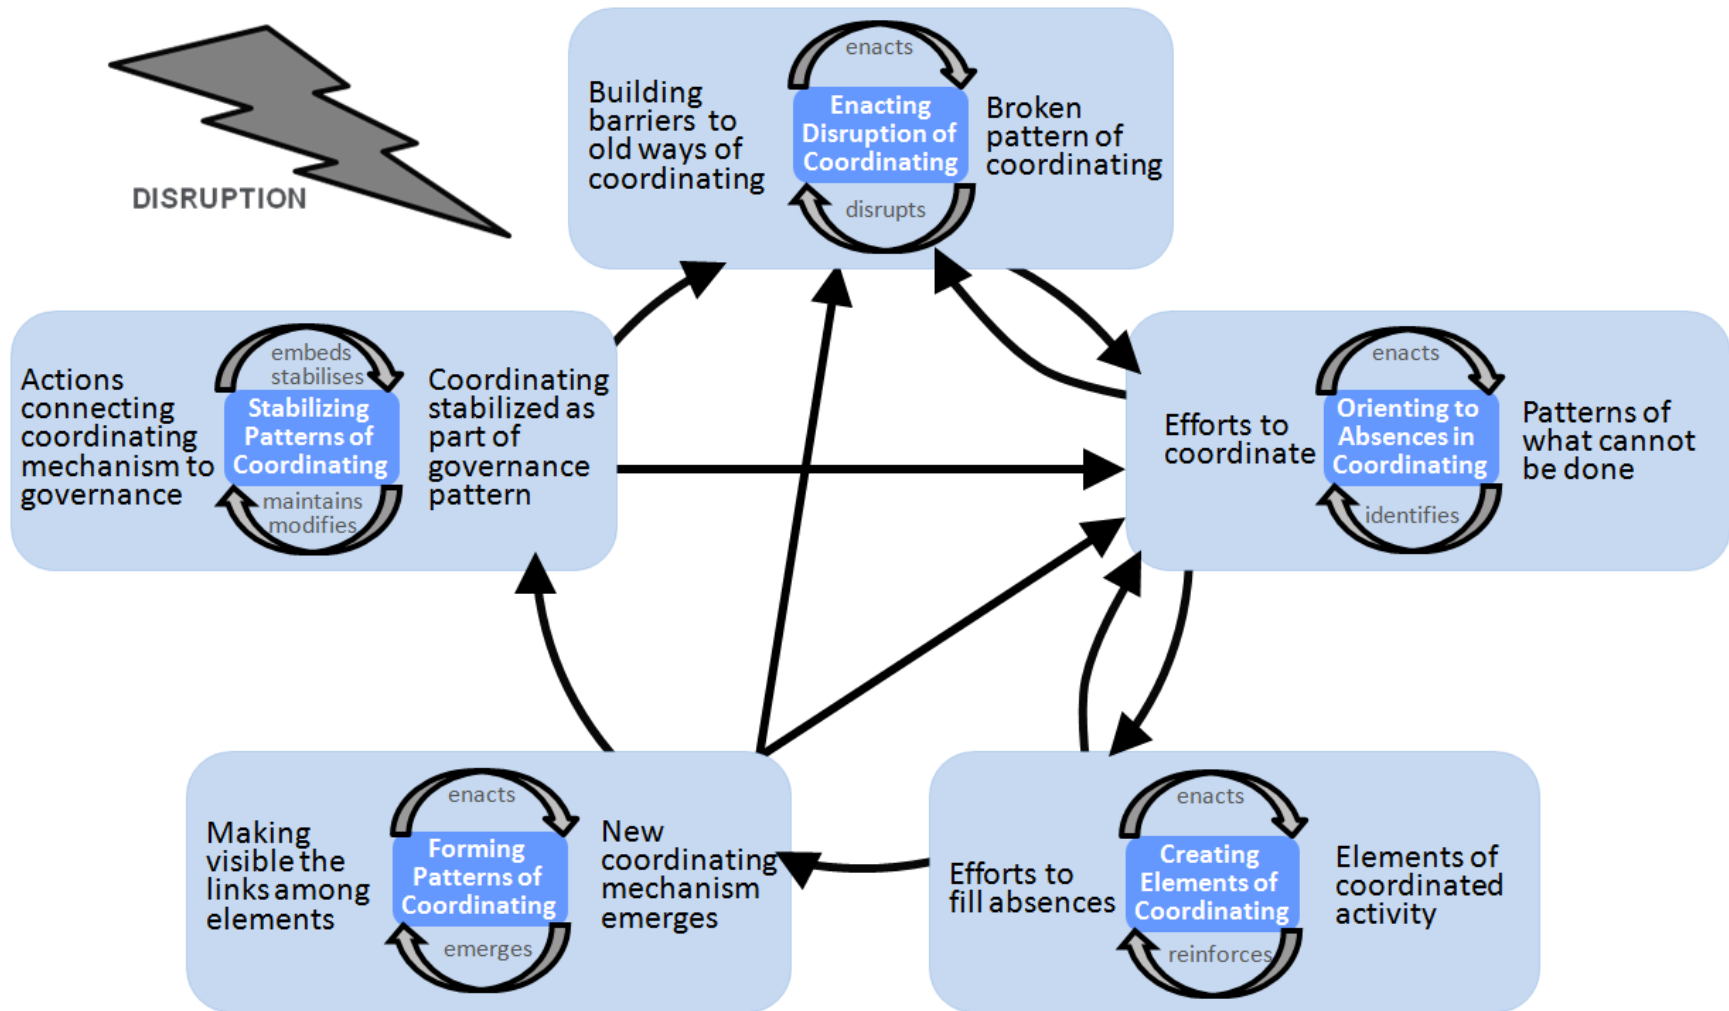 DISRUPTION
Building
barriers to
old ways of
coordinating
enacts
Enacting
Disruption of
Coordinating
disrupts
Broken
pattern of
coordinating
Actions
connecting
coordinating
mechanism to
governance
embeds
stabilises
Stabilizing
Patterns of
Coordinating
maintains
modifies
Coordinating
stabilized as
part of
governance
pattern
Efforts to
coordinate
enacts
Orienting to
Absences in
Coordinating
identifies
Patterns of
what cannot
be done
Making
visible the
links among
elements
enacts
Forming
Patterns of
Coordinating
emerges
New
coordinating
mechanism
emerges
Efforts to
fill absences
enacts
Creating
Elements of
Coordinating
reinforces
Elements of
coordinated
activity